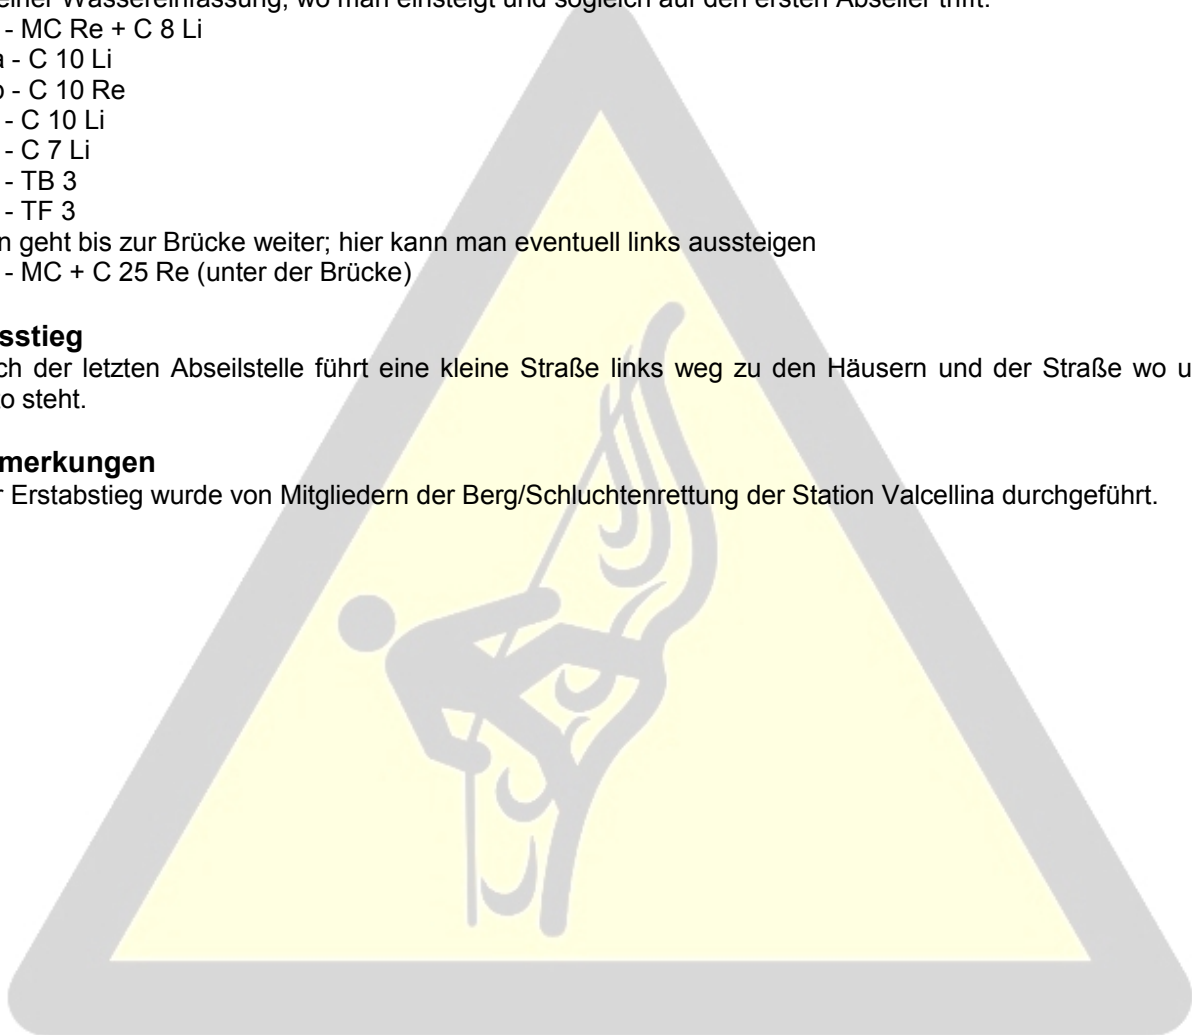 einer Wassereinfassung, wo man einsteigt und sogleich auf den ersten Abseiler trifft.
- MC Re + C 8 Li
- C 10 Li
- C 10 Re
- C 10 Li
- C 7 Li
- TB 3
- TF 3
geht bis zur Brücke weiter; hier kann man eventuell links aussteigen
- MC + C 25 Re (unter der Brücke)
sstieg
ch der letzten Abseilstelle führt eine kleine Straße links weg zu den Häusern und der Straße wo u
o steht.
merkungen
r Erstabstieg wurde von Mitgliedern der Berg/Schluchtenrettung der Station Valcellina durchgeführt.